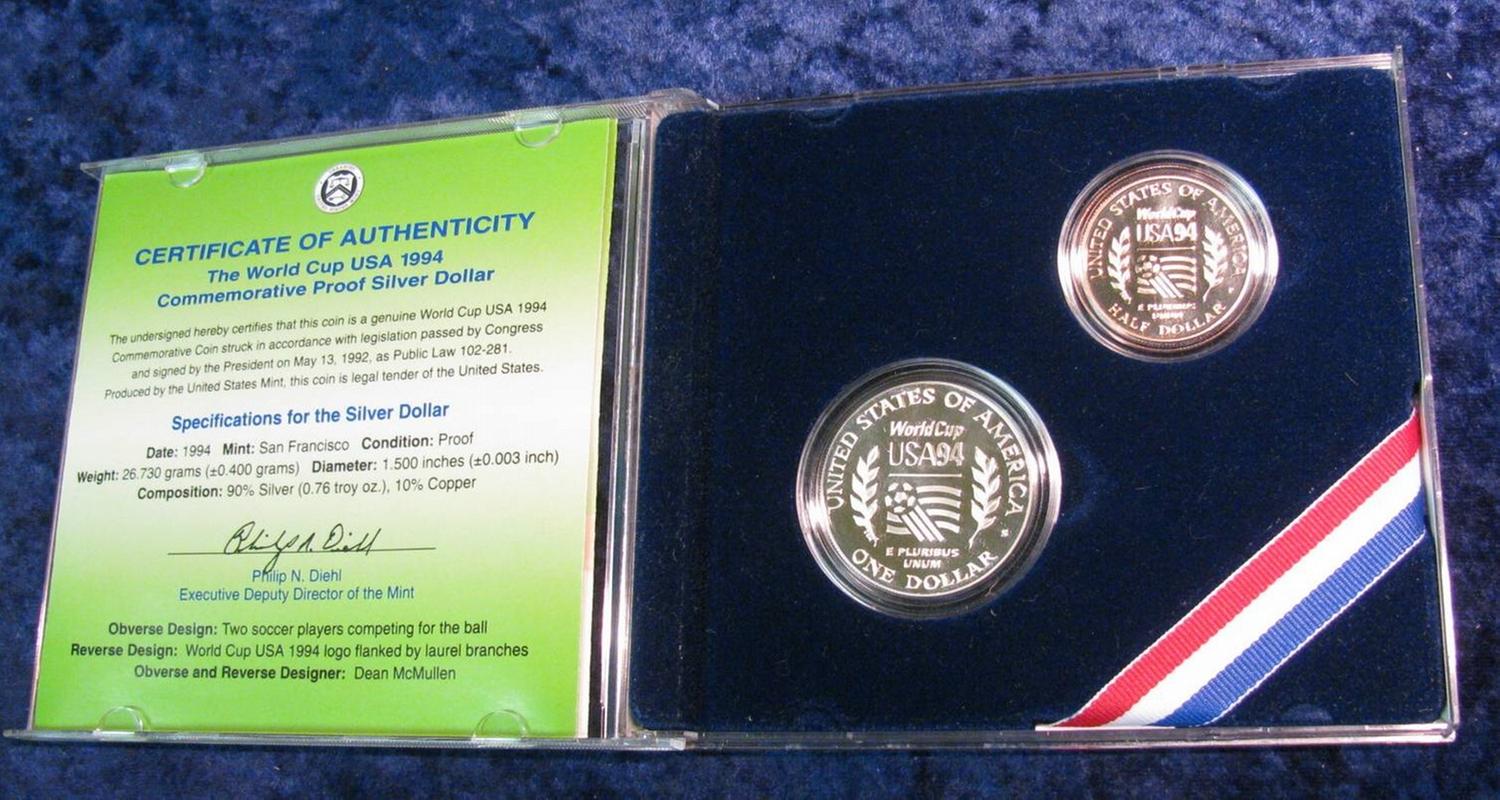 CERTIFICATE OF AUTHENTICITY
The World Cup USA 1994
Commemorative Proof Silver Dollar
The undersigned hereby certifies that this coin is a genuine World Cup USA 1994
Commemorative Coin struck in accordance with legislation passed by Congress
and signed by the President on May 13, 1992, as Public Law 102-281.
Produced by the United States Mint, this coin is legal tender of the United States.
Specifications for the Silver Dollar
Date: 1994 Mint: San Francisco Condition: Proof
Weight: 26.730 grams (±0.400 grams) Diameter: 1.500 inches (±0.003 inch)
Composition: 90% Silver (0.76 troy oz.), 10% Copper
Philip N. Diehl
Philip N. Diehl
Executive Deputy Director of the Mint
Obverse Design: Two soccer players competing for the ball
Reverse Design: World Cup USA 1994 logo flanked by laurel branches
Obverse and Reverse Designer: Dean McMullen
UNITED STATES OF AMERICA
WorldCup
USA94
E PLURIBUS
UNUM
ONE DOLLAR
S
UNITED STATES OF AMERICA
WorldCup
USA94
E PLURIBUS
UNUM
HALF DOLLAR